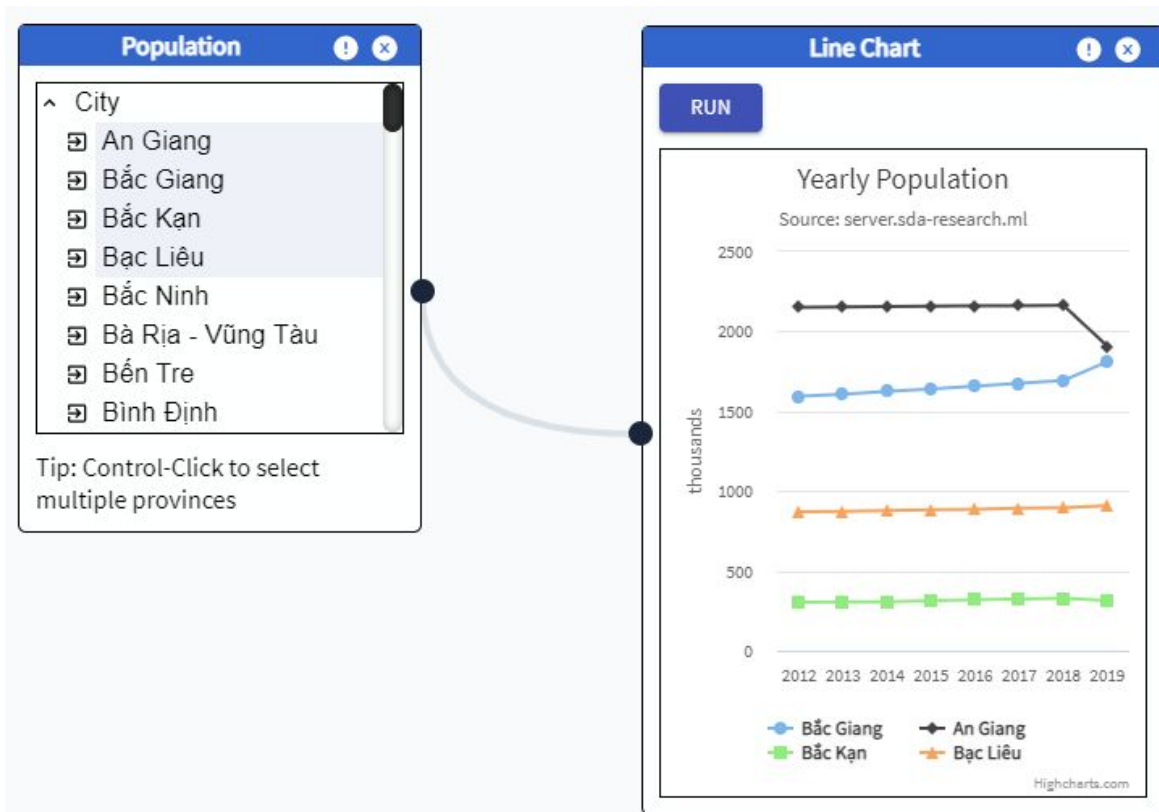 Population
City
An Giang
Bắc Giang
Bắc Kạn
Bạc Liêu
Bắc Ninh
Bà Rịa - Vũng Tàu
Bến Tre
Bình Định
Tip: Control-Click to select
multiple provinces
Line Chart
RUN
Yearly Population
Source: server.sda-research.ml
thousands
2500
2000
1500
1000
500
0
2012 2013 2014 2015 2016 2017 2018 2019
Bắc Giang An Giang
Bắc Kạn Bạc Liêu
Highcharts.com